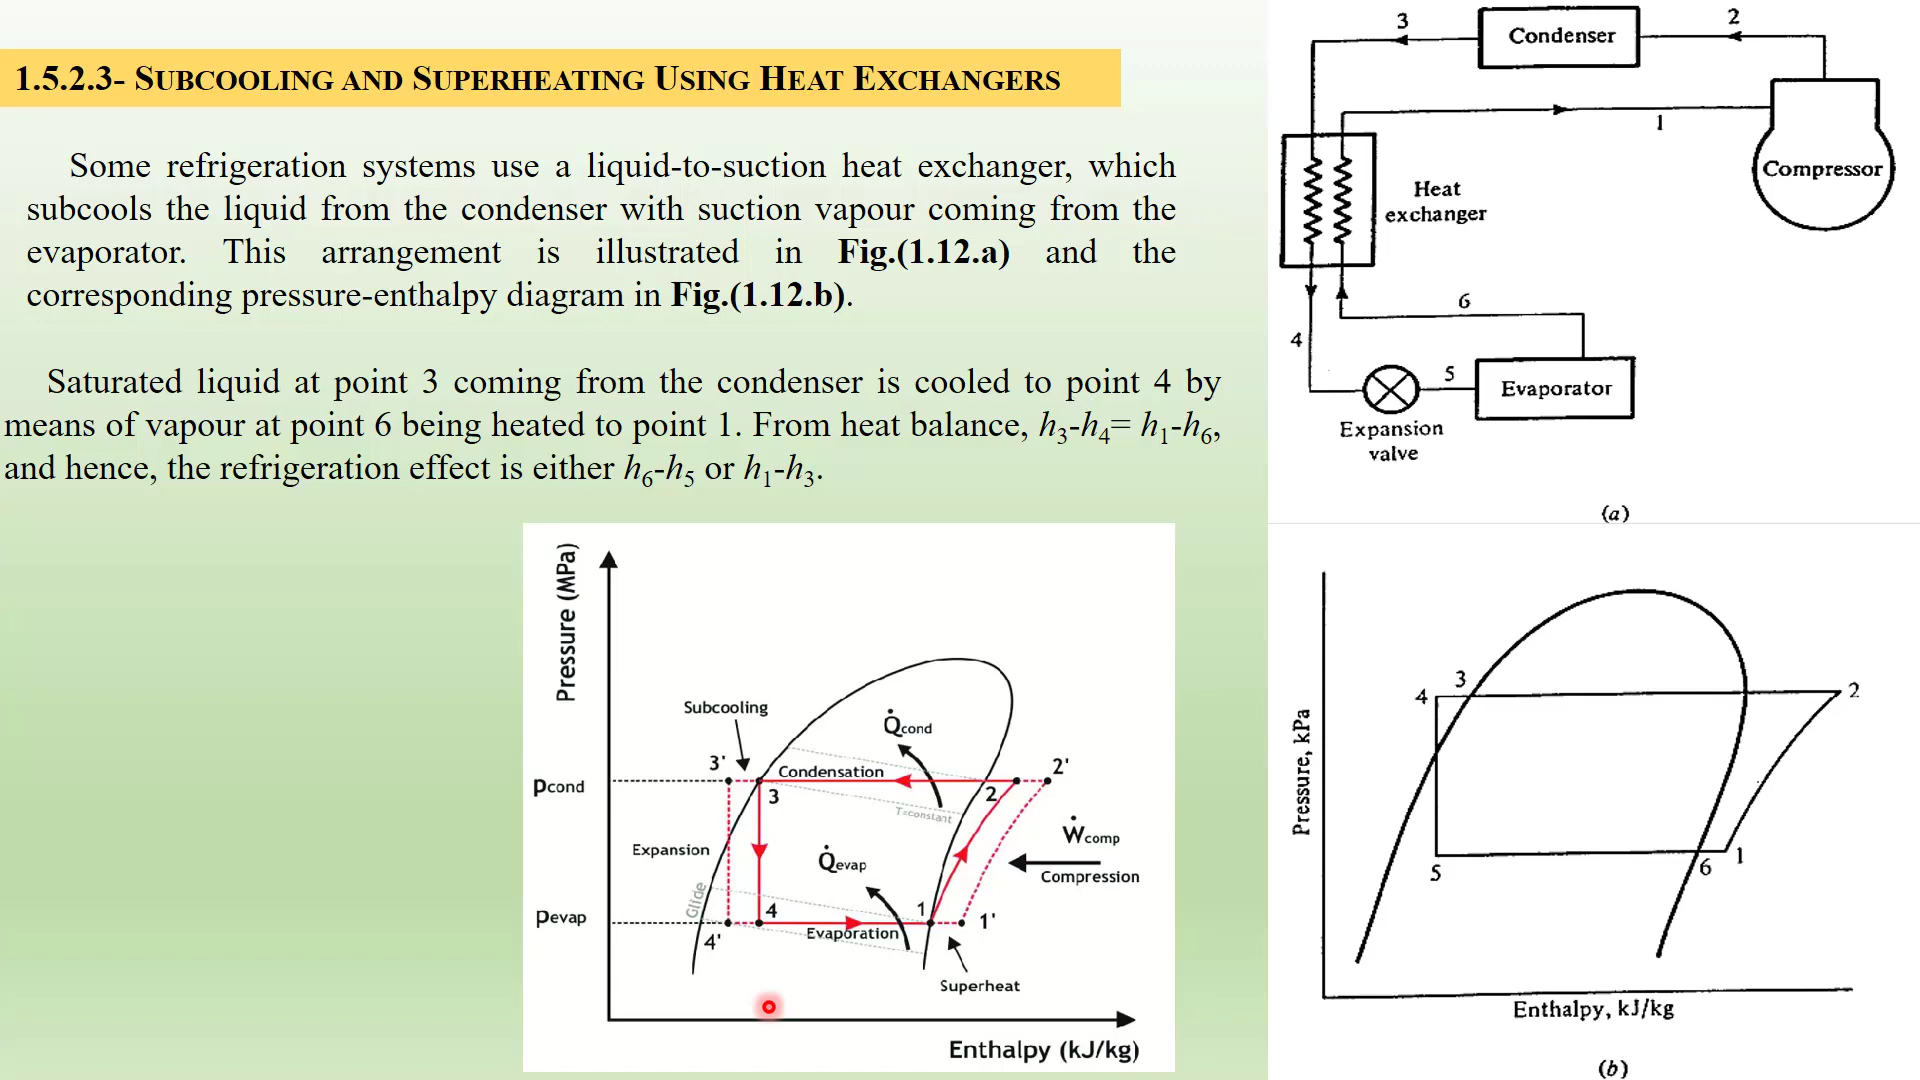 1.5.2.3- SUBCOOLING AND SUPERHEATING USING HEAT EXCHANGERS
Some refrigeration systems use a liquid-to-suction heat exchanger, which
subcools the liquid from the condenser with suction vapour coming from the
evaporator. This arrangement is illustrated in Fig.(1.12.a) and the
corresponding pressure-enthalpy diagram in Fig.(1.12.b).
Saturated liquid at point 3 coming from the condenser is cooled to point 4 by
means of vapour at point 6 being heated to point 1. From heat balance, h₃-h₄= h₁-h₆,
and hence, the refrigeration effect is either h₆-h₅ or h₁-h₃.
Pressure (MPa)
Subcooling
Q̇cond
3'
Condensation
2'
Pcond
3
2
T=constant
Ẇcomp
Expansion
Q̇evap
Compression
Glide
4
1
1'
Pevap
Evaporation
4'
Superheat
Enthalpy (kJ/kg)
3
Condenser
2
1
Compressor
Heat
exchanger
6
4
5
Evaporator
Expansion
valve
(a)
Pressure, kPa
4
3
2
5
6
1
Enthalpy, kJ/kg
(b)